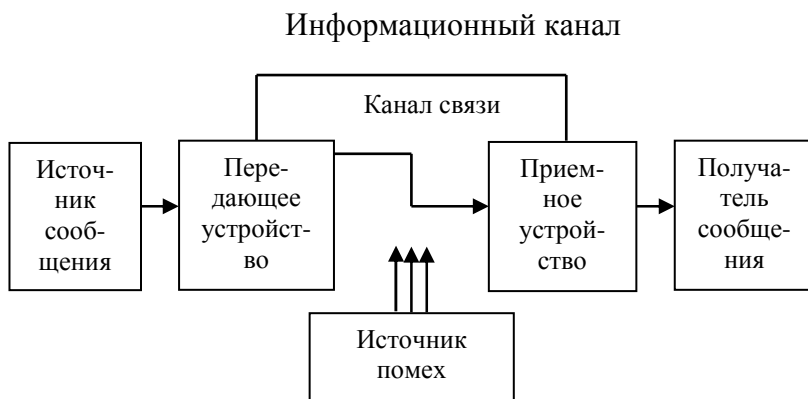 Информационный канал
Канал связи
Источ-
ник
сооб-
щения
Пере-
дающее
устройст-
во
Прием-
ное
устрой-
ство
Получа-
тель
сообще-
ния
Источник
помех